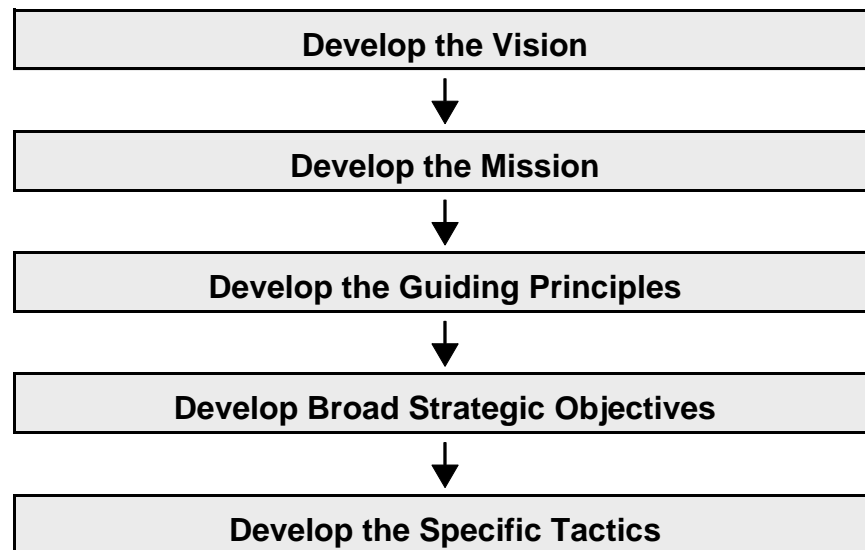 Develop the Vision
Develop the Mission
Develop the Guiding Principles
Develop Broad Strategic Objectives
Develop the Specific Tactics